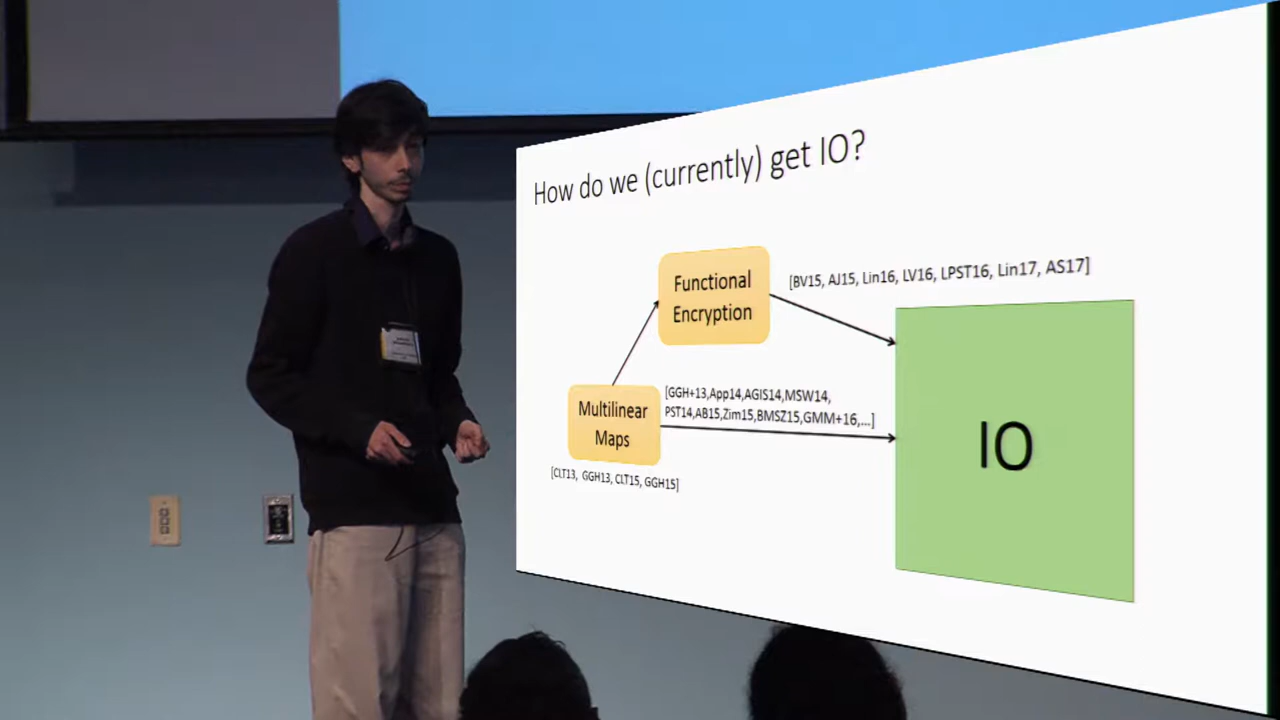 How do we (currently) get IO?
Functional
Encryption
[BV15, AJ15, Lin16, LV16, LPST16, Lin17, AS17]
Multilinear
Maps
[GGH+13,App14,AGIS14,MSW14,
PST14,AB15,Zim15,BMSZ15,GMM+16,...]
[CLT13, GGH13, CLT15, GGH15]
IO